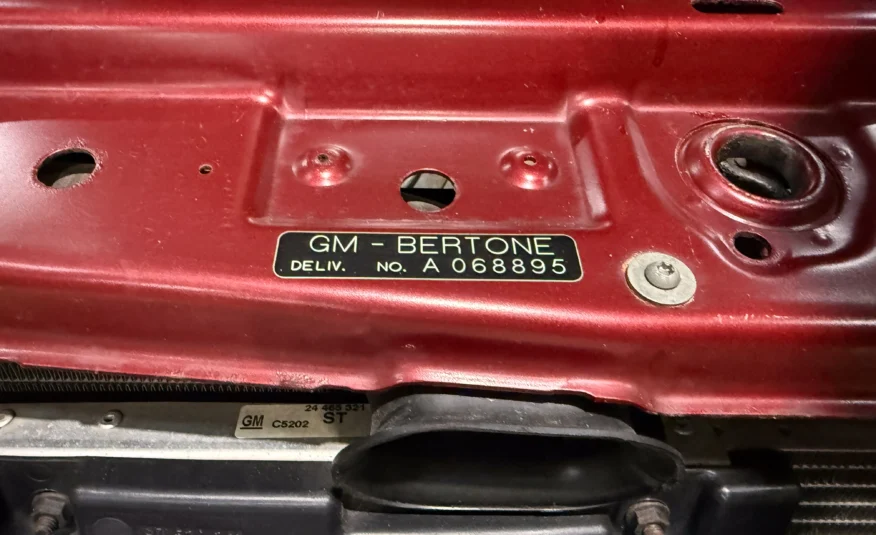 GM - BERTONE
DELIV. NO. A 068895
24 465 321
GM C5202 ST